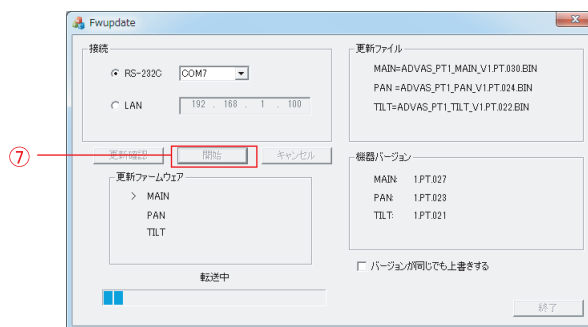 Fwupdate
接続
RS-232C COM7
LAN 192 . 168 . 1 . 100
更新確認 開始 キャンセル
⑦
更新ファームウェア
> MAIN
PAN
TILT
転送中
更新ファイル
MAIN=ADVAS_PT1_MAIN_V1.PT.030.BIN
PAN =ADVAS_PT1_PAN_V1.PT.024.BIN
TILT=ADVAS_PT1_TILT_V1.PT.022.BIN
機器バージョン
MAIN: 1.PT.027
PAN: 1.PT.023
TILT: 1.PT.021
バージョンが同じでも上書きする
終了